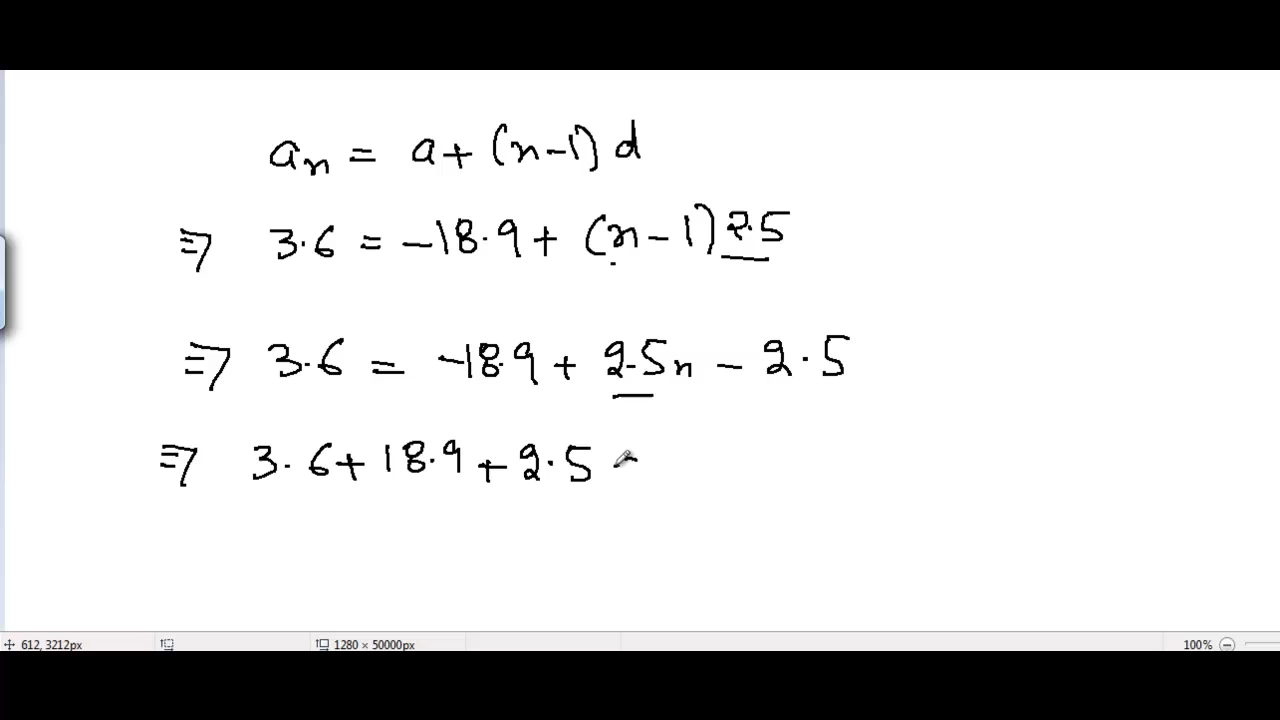 aₙ = a + (n-1) d
⇒ 3.6 = -18.9 + (n-1) 2.5
⇒ 3.6 = -18.9 + 2.5n - 2.5
⇒ 3.6 + 18.9 + 2.5
612, 3212px 1280 × 50000px 100%